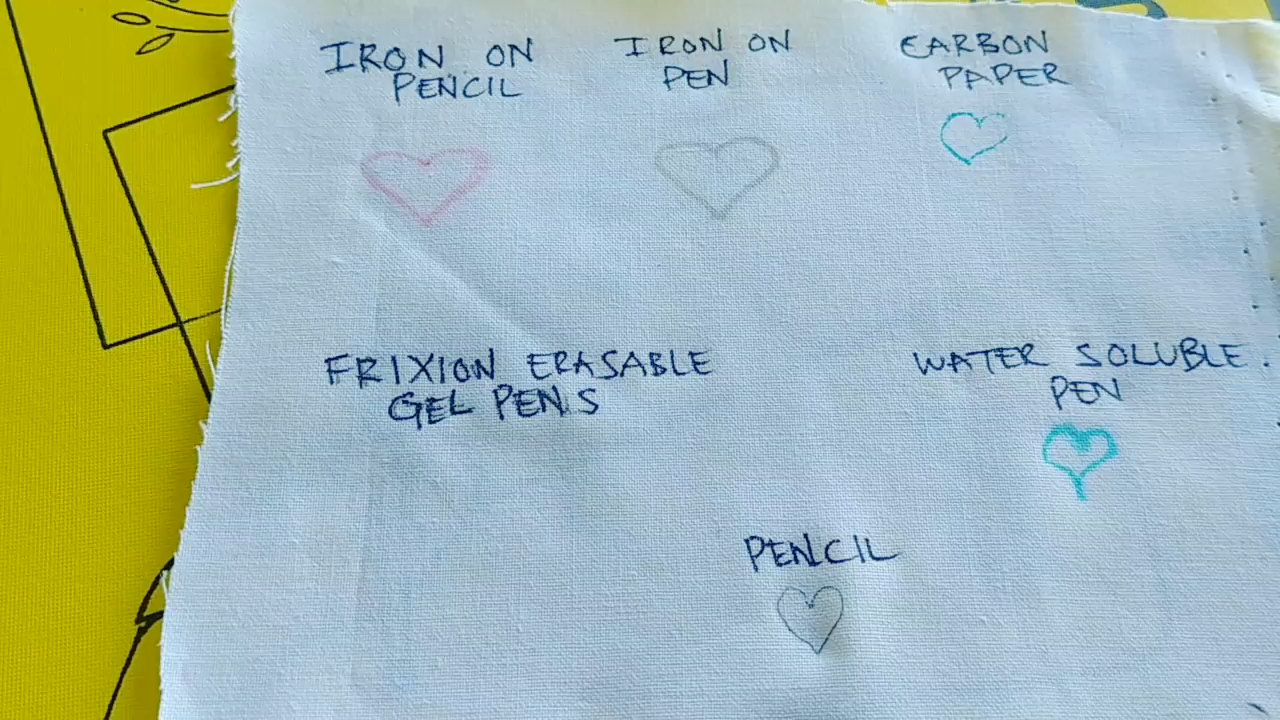 IRON ON
PENCIL
IRON ON
PEN
CARBON
PAPER
FRIXION ERASABLE
GEL PENS
WATER SOLUBLE.
PEN
PENCIL